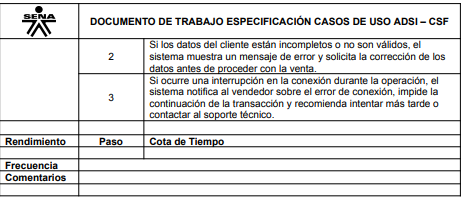 SENA
DOCUMENTO DE TRABAJO ESPECIFICACIÓN CASOS DE USO ADSI – CSF
2
Si los datos del cliente están incompletos o no son válidos, el
sistema muestra un mensaje de error y solicita la corrección de los
datos antes de proceder con la venta.
3
Si ocurre una interrupción en la conexión durante la operación, el
sistema notifica al vendedor sobre el error de conexión, impide la
continuación de la transacción y recomienda intentar más tarde o
contactar al soporte técnico.
Rendimiento Paso Cota de Tiempo
Frecuencia
Comentarios